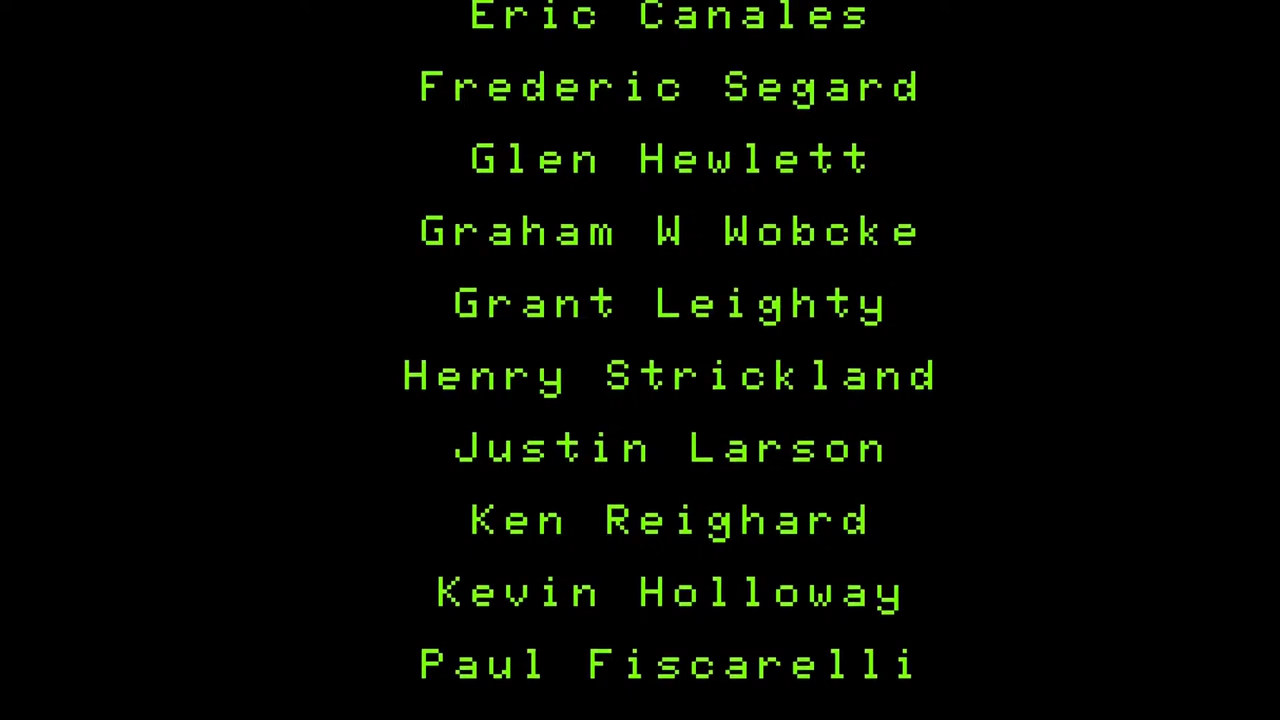 Eric Canales
Frederic Segard
Glen Hewlett
Graham W Wobcke
Grant Leighty
Henry Strickland
Justin Larson
Ken Reighard
Kevin Holloway
Paul Fiscarelli